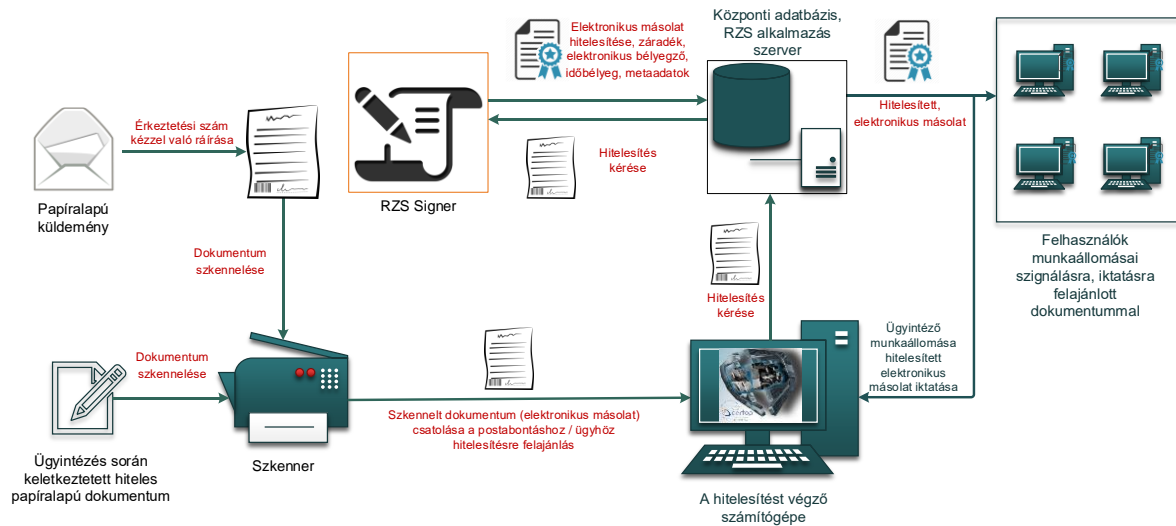 Elektronikus másolat
hitelesítése, záradék,
elektronikus bélyegző,
időbélyeg, metaadatok
Központi adatbázis,
RZS alkalmazás
szerver
Érkeztetési szám
kézzel való ráírása
Hitelesített,
elektronikus másolat
Hitelesítés
kérése
RZS Signer
Papíralapú
küldemény
Felhasználók
munkaállomásai
szignálásra, iktatásra
felajánlott
dokumentummal
Dokumentum
szkennelése
Hitelesítés
kérése
Ügyintéző
munkaállomása
hitelesített
elektronikus
másolat iktatása
Dokumentum
szkennelése
certop
Szkennelt dokumentum (elektronikus másolat)
csatolása a postabontáshoz / ügyhöz
hitelesítésre felajánlás
Szkenner
Ügyintézés során
keletkeztetett hiteles
papíralapú dokumentum
A hitelesítést végző
számítógépe